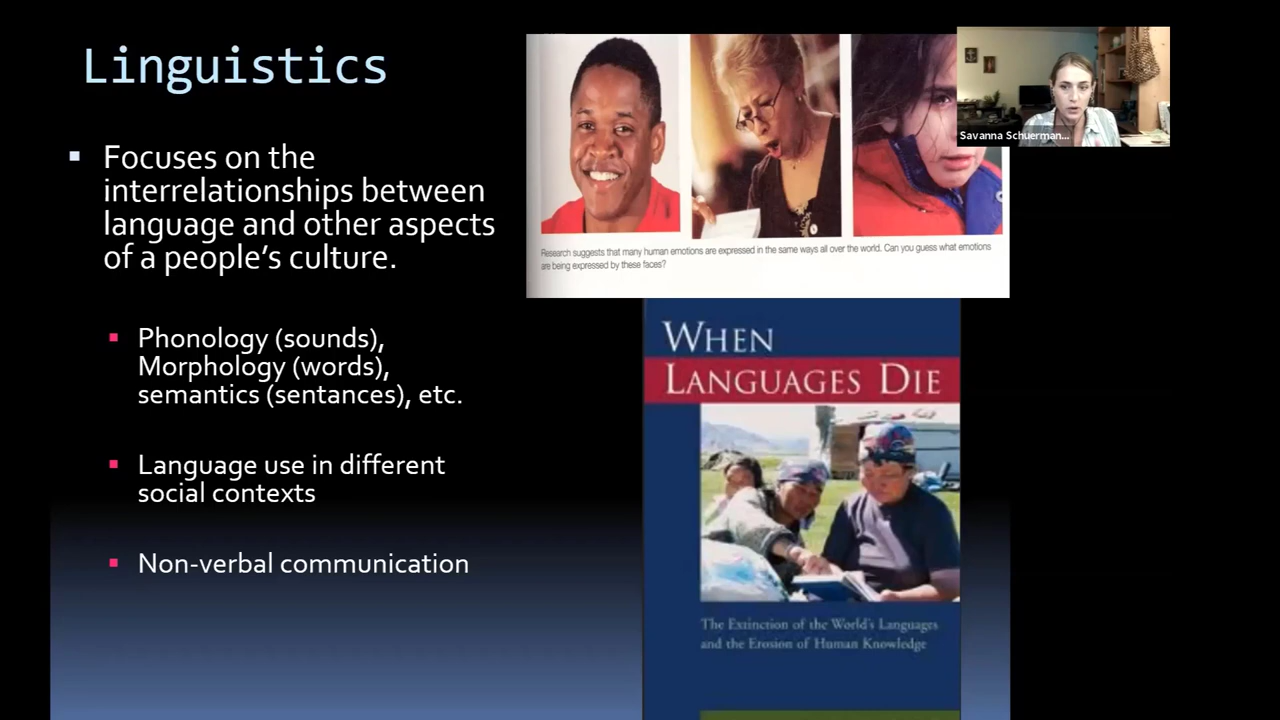 Linguistics
Focuses on the
interrelationships between
language and other aspects
of a people's culture.
Phonology (sounds),
Morphology (words),
semantics (sentances), etc.
Language use in different
social contexts
Non-verbal communication
Research suggests that many human emotions are expressed in the same ways all over the world. Can you guess what emotions
are being expressed by these faces?
Savanna Schuerman...
WHEN
LANGUAGES DIE
The Extinction of the World's Languages
and the Erosion of Human Knowledge